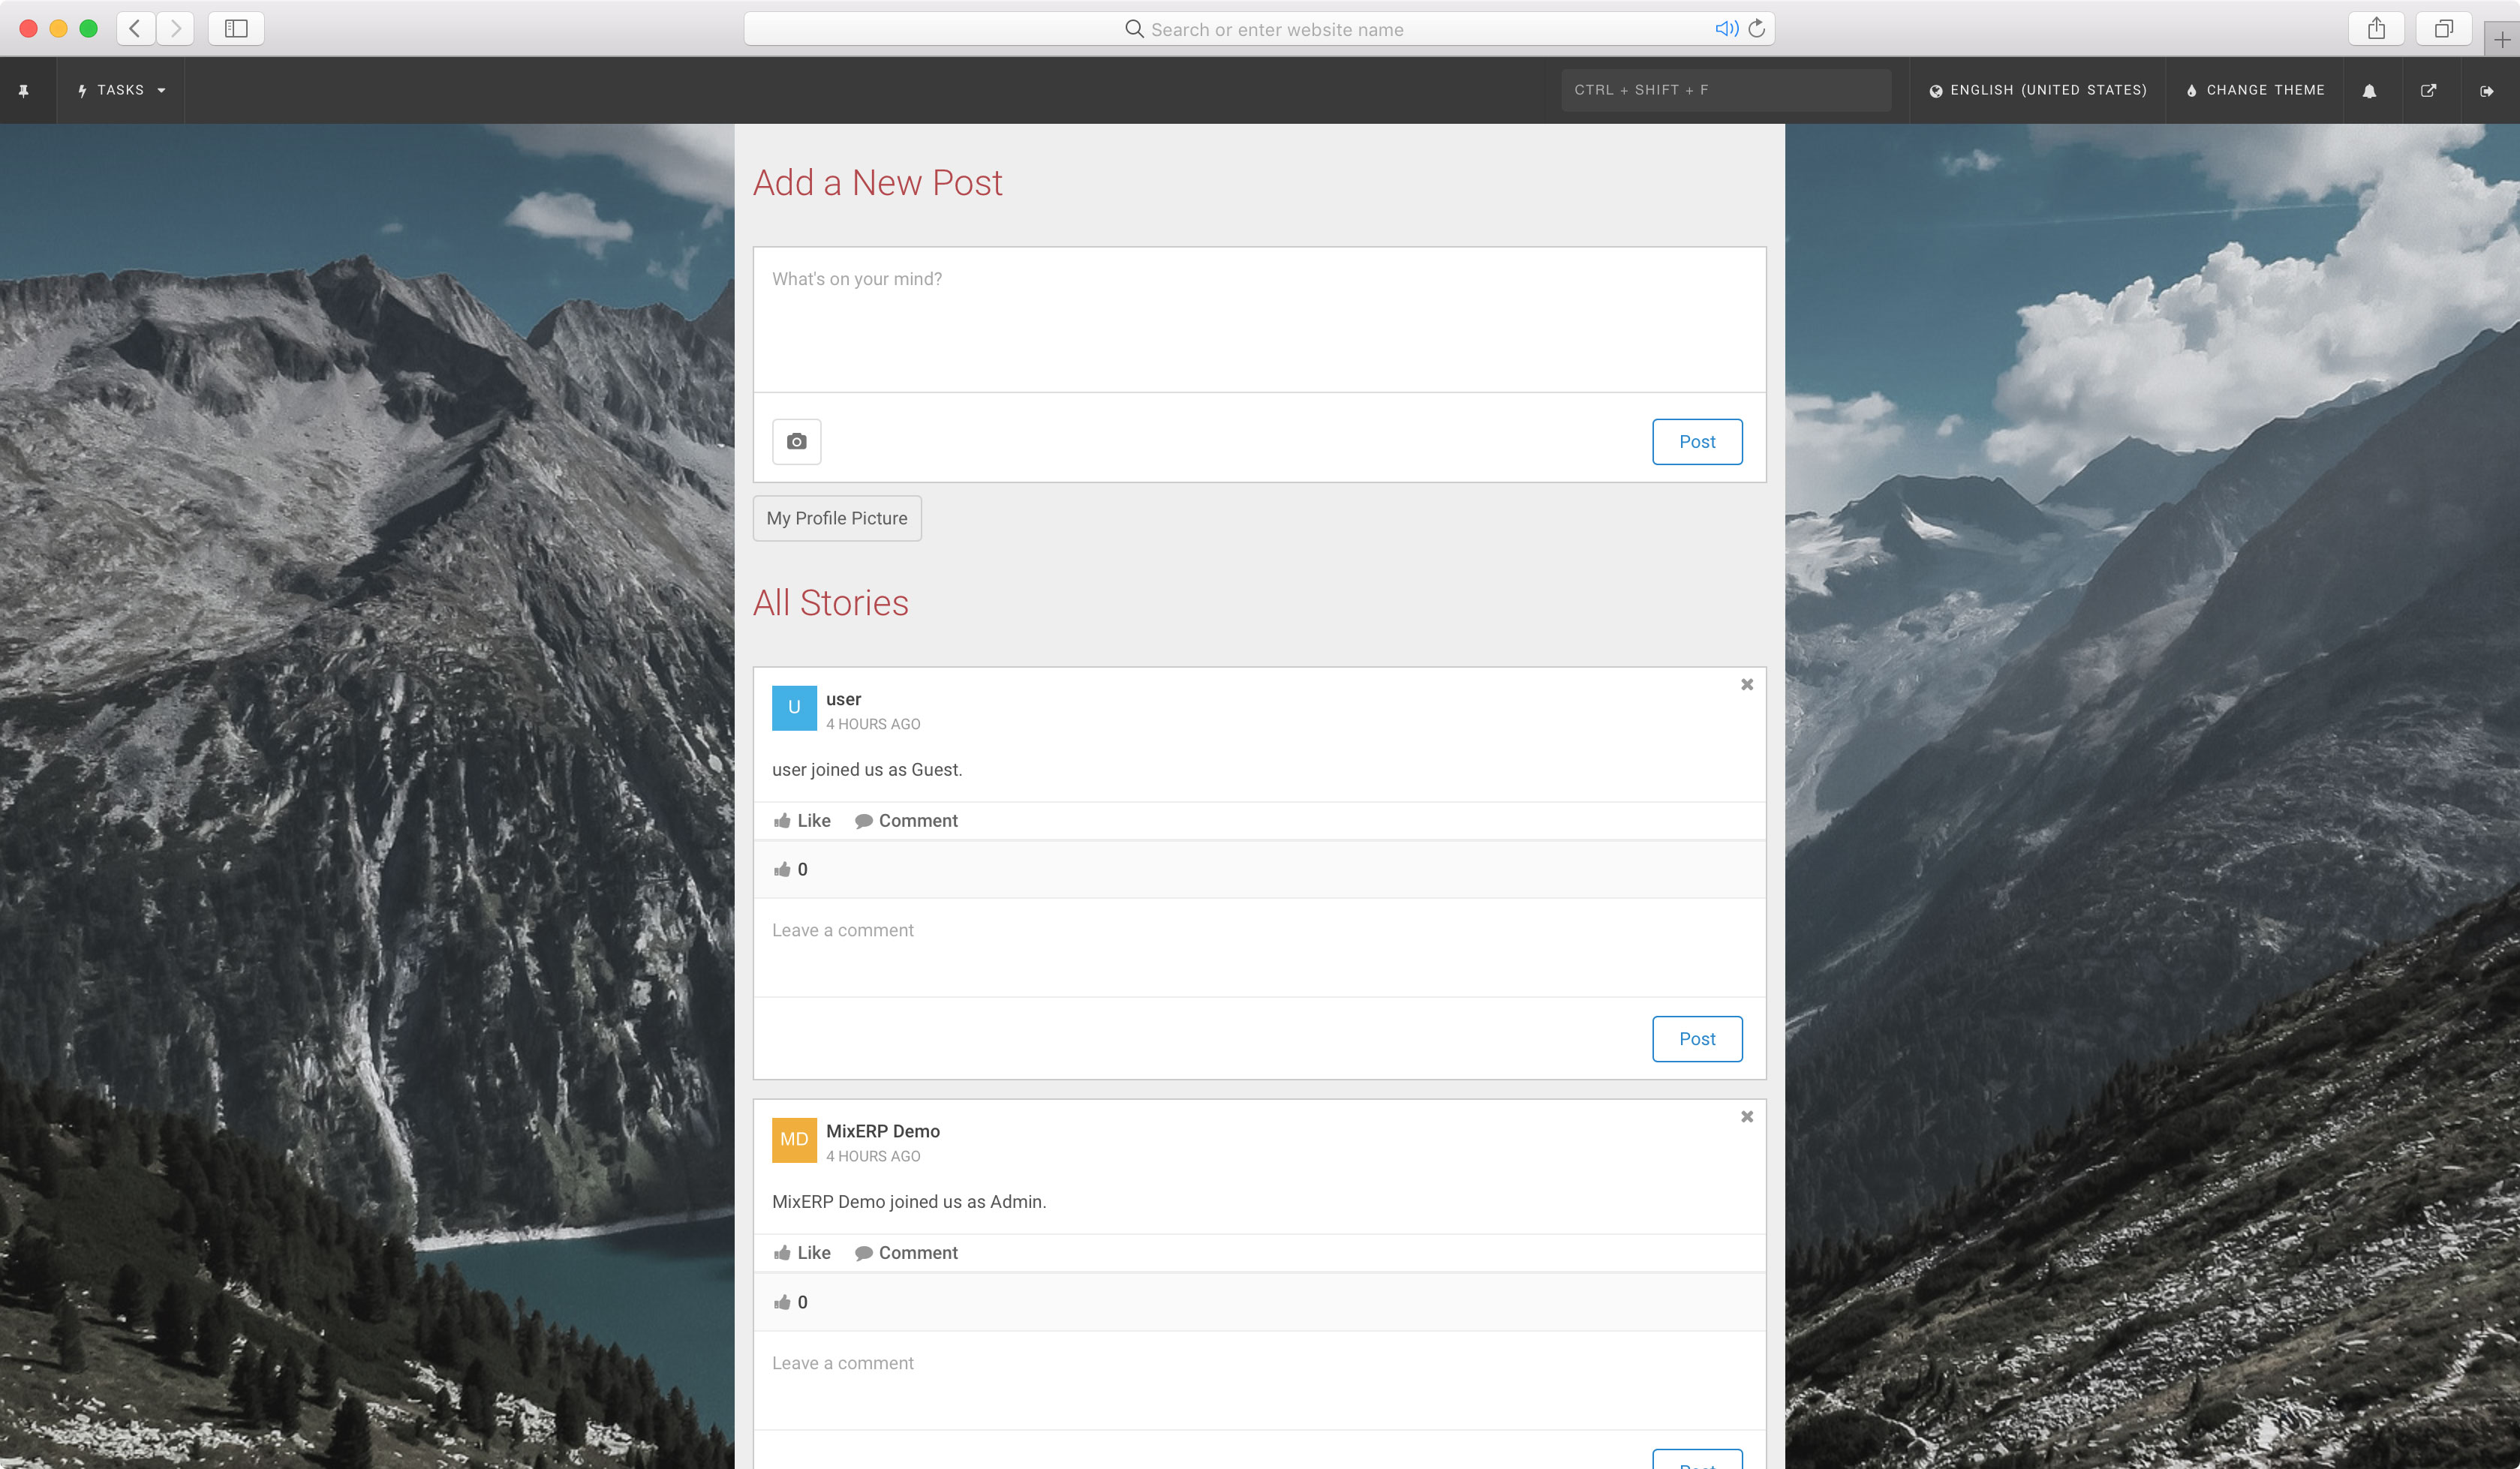 Search or enter website name
TASKS
CTRL + SHIFT + F
ENGLISH (UNITED STATES)
CHANGE THEME
Add a New Post
What's on your mind?
Post
My Profile Picture
All Stories
U
user
4 HOURS AGO
user joined us as Guest.
Like Comment
0
Leave a comment
Post
MD
MixERP Demo
4 HOURS AGO
MixERP Demo joined us as Admin.
Like Comment
0
Leave a comment
Post